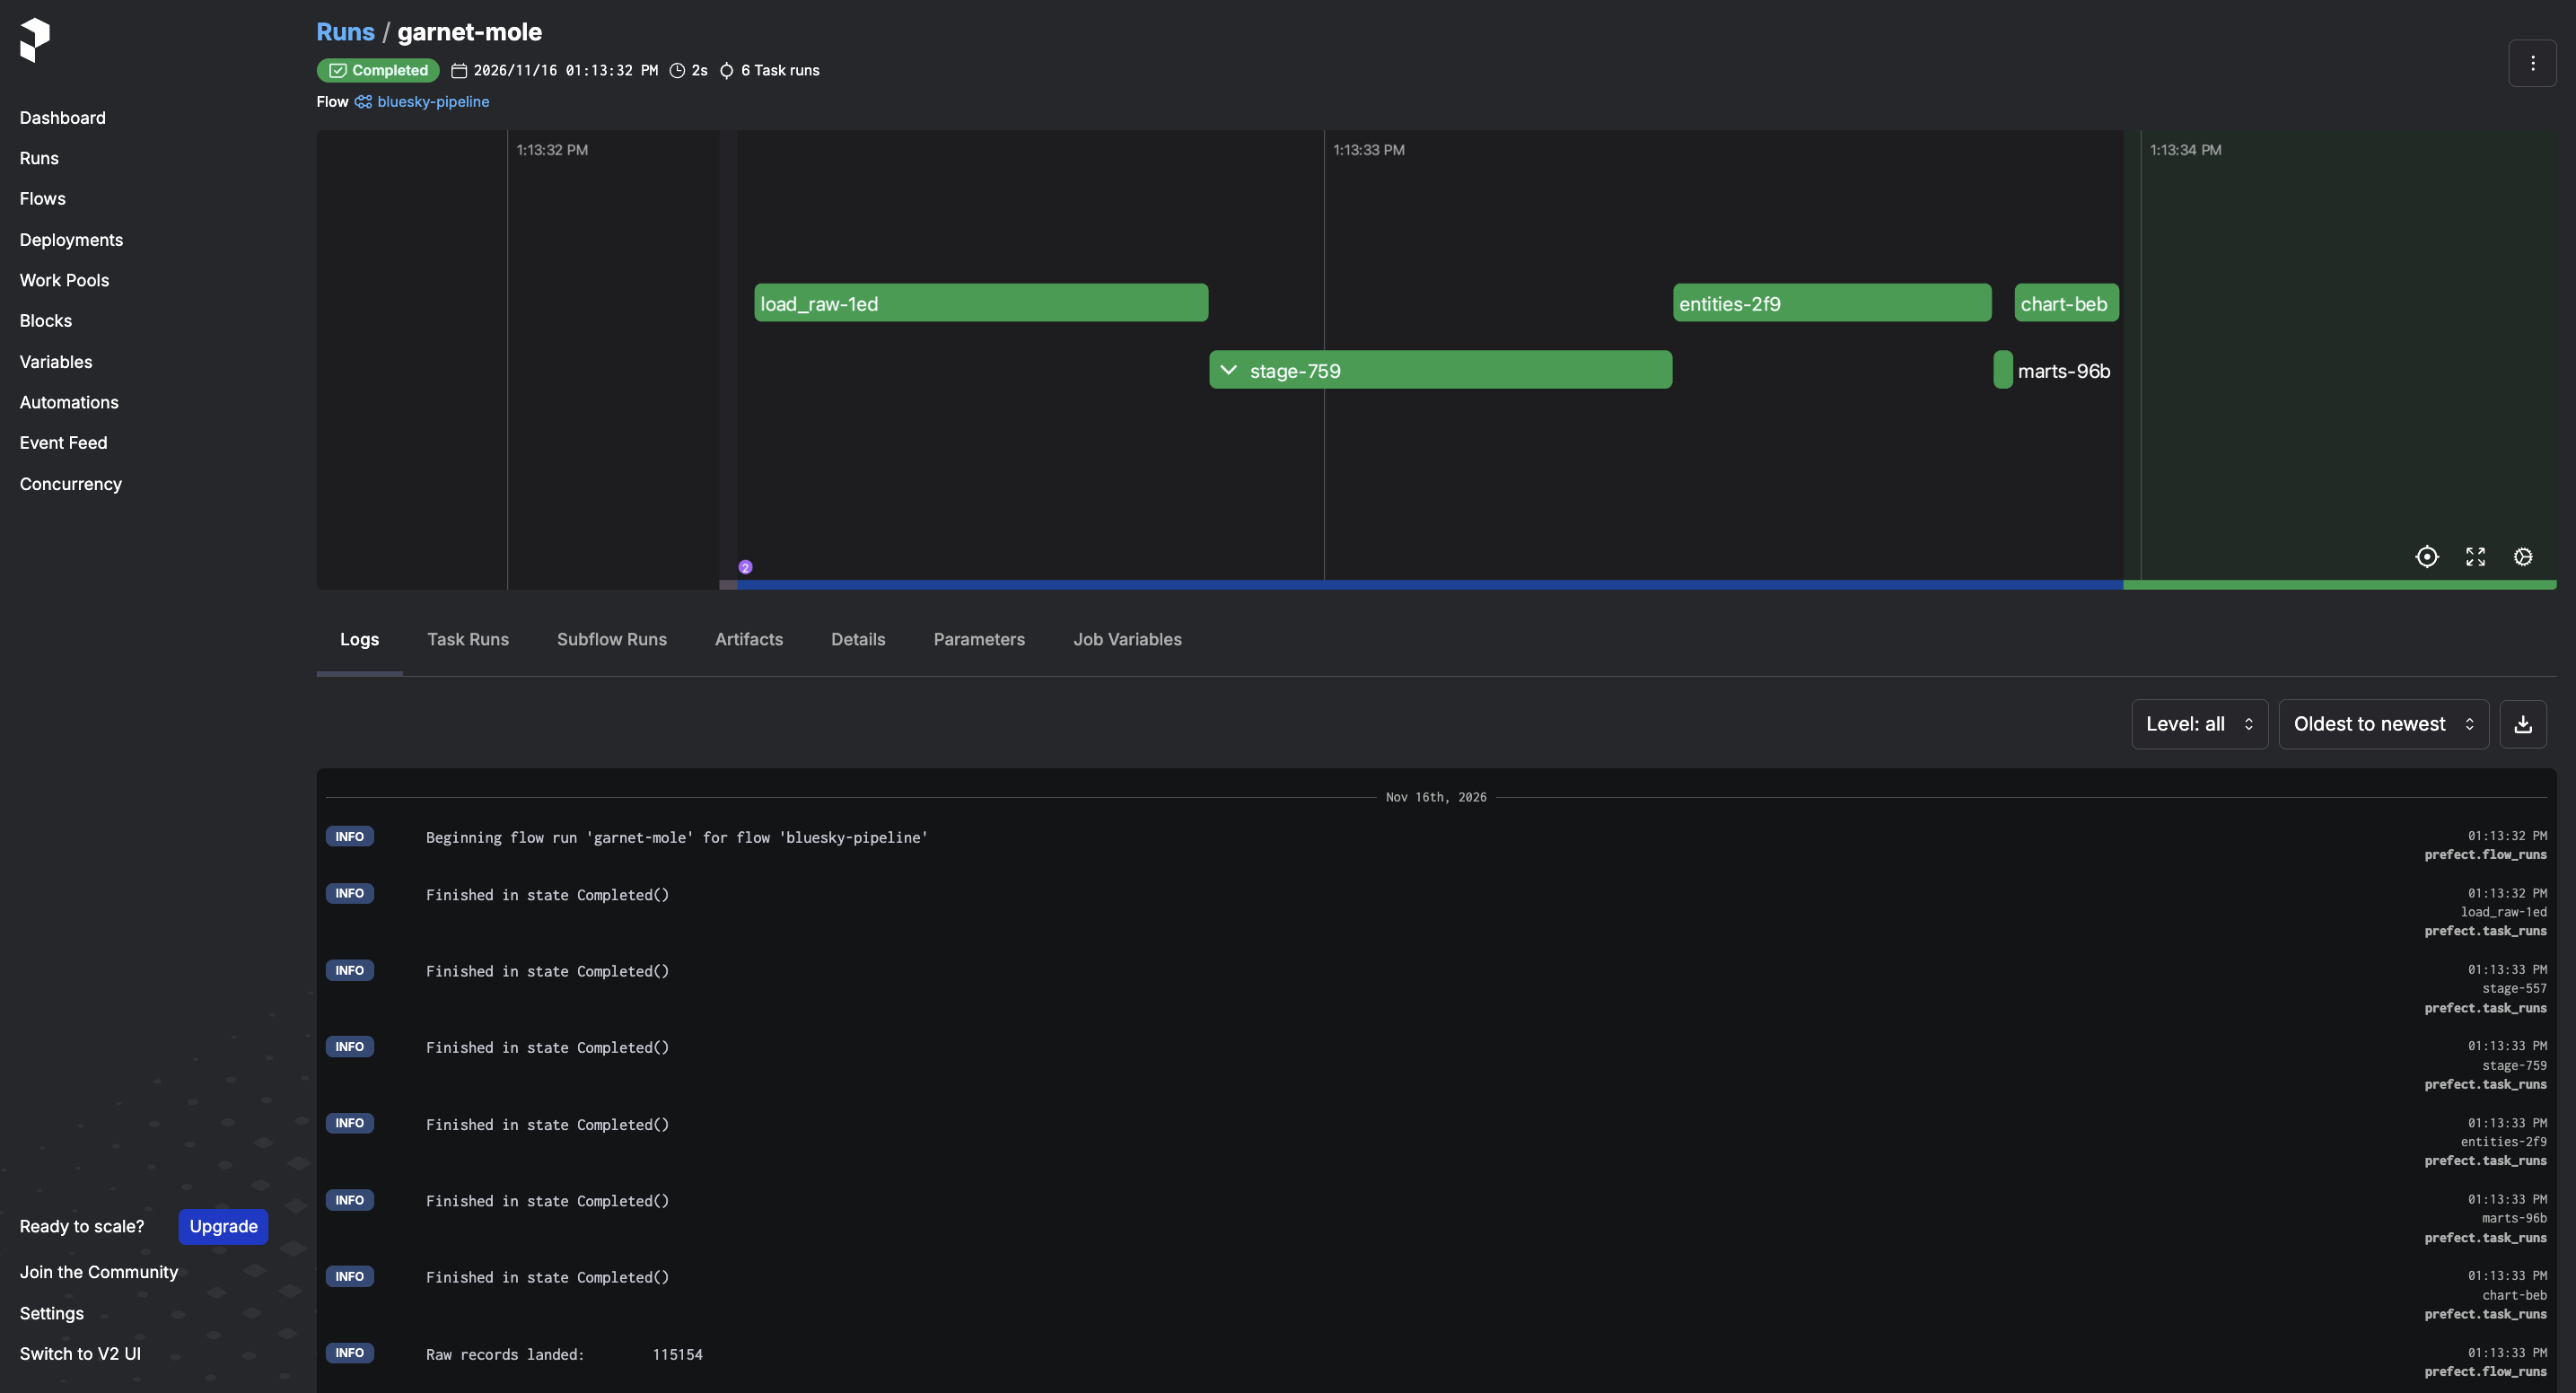 Runs / garnet-mole
Completed 2026/11/16 01:13:32 PM 2s 6 Task runs
Flow bluesky-pipeline
Dashboard
Runs
Flows
Deployments
Work Pools
Blocks
Variables
Automations
Event Feed
Concurrency
Ready to scale? Upgrade
Join the Community
Settings
Switch to V2 UI
1:13:32 PM 1:13:33 PM 1:13:34 PM
load_raw-1ed entities-2f9 chart-beb
stage-759 marts-96b
2
Logs Task Runs Subflow Runs Artifacts Details Parameters Job Variables
Level: all Oldest to newest
Nov 16th, 2026
INFO Beginning flow run 'garnet-mole' for flow 'bluesky-pipeline' 01:13:32 PM
prefect.flow_runs
INFO Finished in state Completed() 01:13:32 PM
load_raw-1ed
prefect.task_runs
INFO Finished in state Completed() 01:13:33 PM
stage-557
prefect.task_runs
INFO Finished in state Completed() 01:13:33 PM
stage-759
prefect.task_runs
INFO Finished in state Completed() 01:13:33 PM
entities-2f9
prefect.task_runs
INFO Finished in state Completed() 01:13:33 PM
marts-96b
prefect.task_runs
INFO Finished in state Completed() 01:13:33 PM
chart-beb
prefect.task_runs
INFO Raw records landed: 115154 01:13:33 PM
prefect.flow_runs